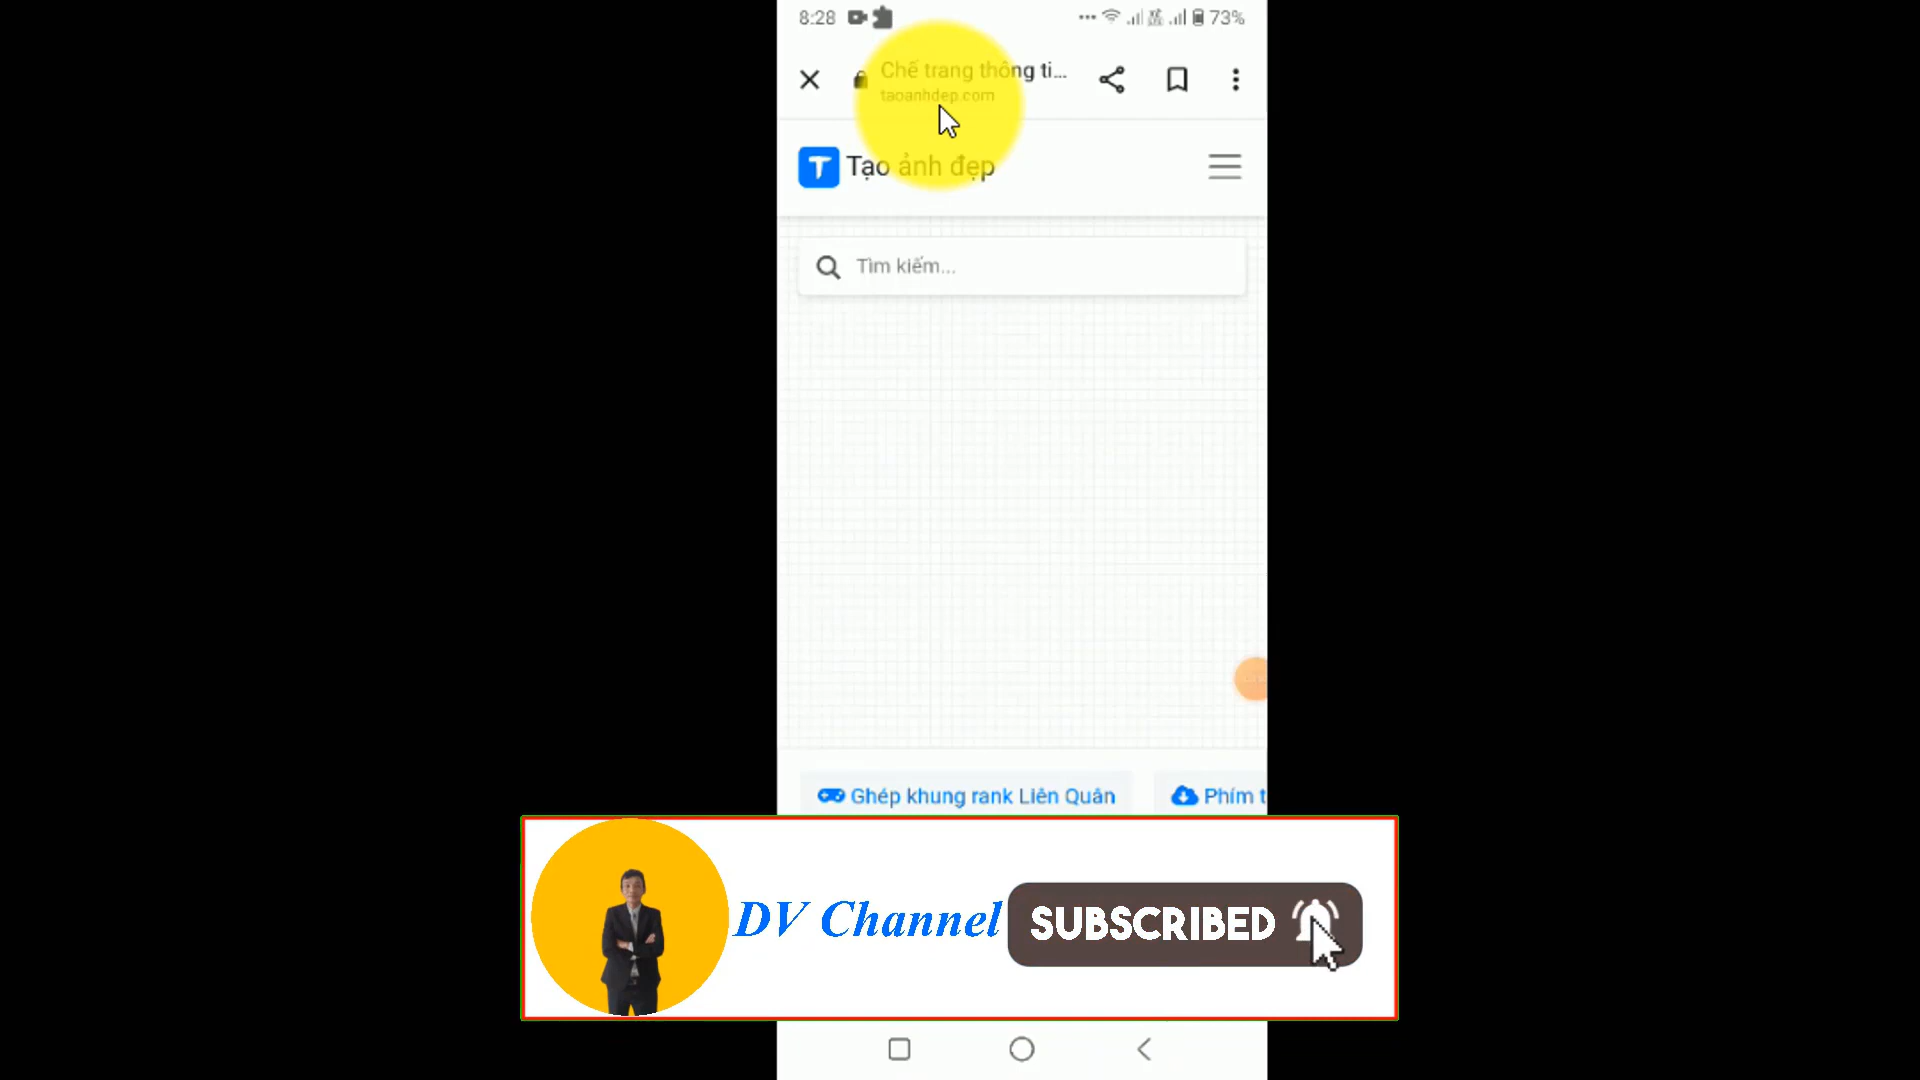 8:28
73%
Chế trang thông ti...
taoanhdep.com
T Tạo ảnh đẹp
Tìm kiếm...
Ghép khung rank Liên Quân
Phím t
DV Channel
SUBSCRIBED